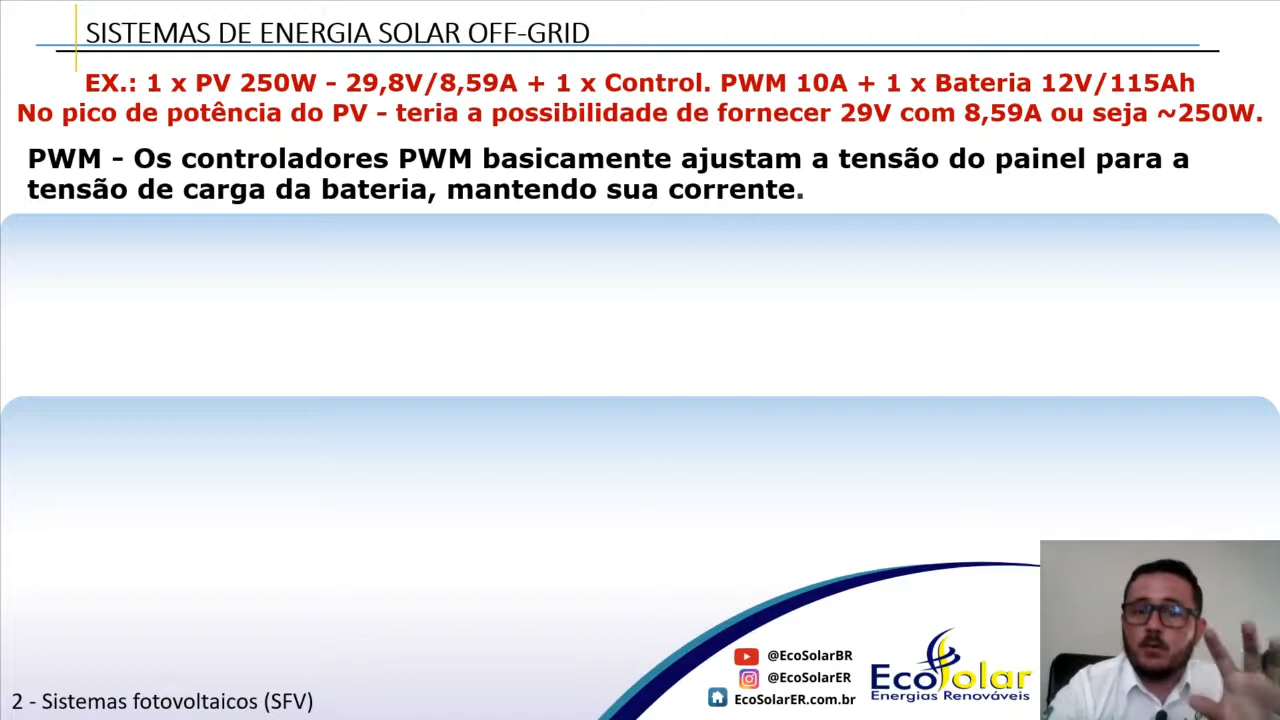 SISTEMAS DE ENERGIA SOLAR OFF-GRID
EX.: 1 x PV 250W - 29,8V/8,59A + 1 x Control. PWM 10A + 1 x Bateria 12V/115Ah
No pico de potência do PV - teria a possibilidade de fornecer 29V com 8,59A ou seja ~250W.
PWM - Os controladores PWM basicamente ajustam a tensão do painel para a
tensão de carga da bateria, mantendo sua corrente.
@EcoSolarBR
@EcoSolarER
EcoSolarER.com.br
EcoSolar
Energias Renováveis
2 - Sistemas fotovoltaicos (SFV)